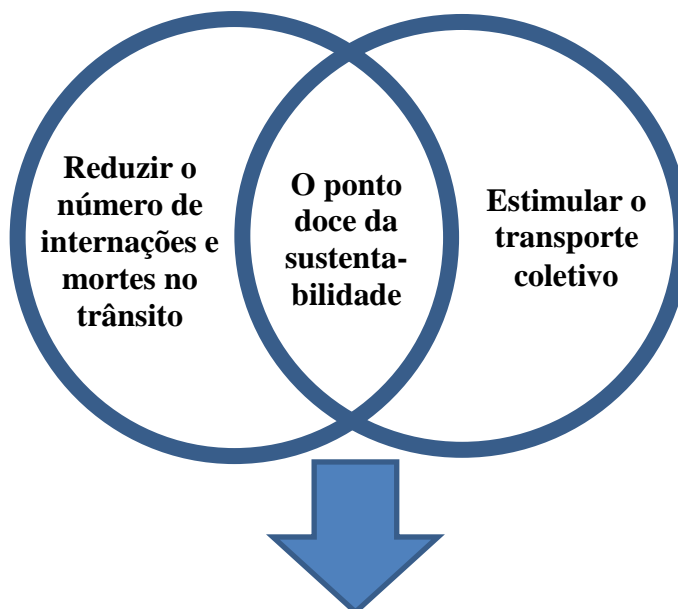 Reduzir o
número de
internações e
mortes no
trânsito
O ponto
doce da
sustenta-
bilidade
Estimular o
transporte
coletivo